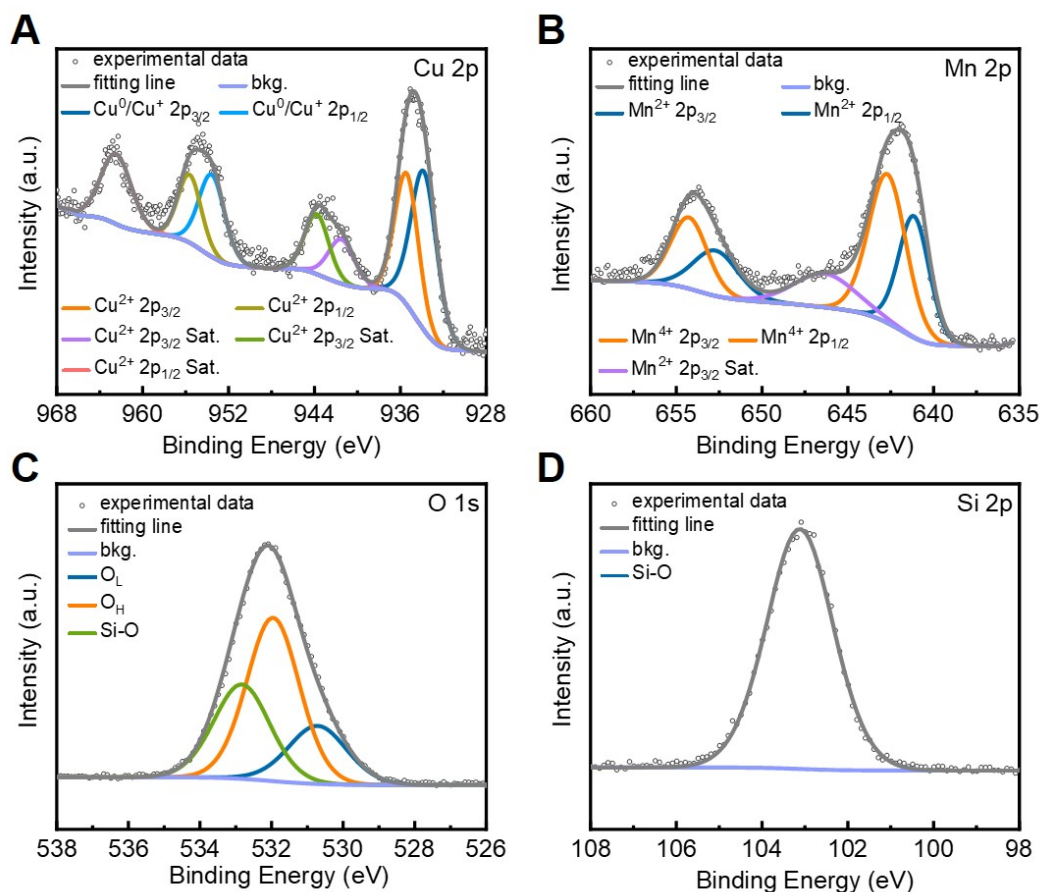 A
Cu 2p
experimental data
fitting line
bkg.
Cu⁰/Cu⁺ 2p₃/₂
Cu⁰/Cu⁺ 2p₁/₂
Cu²⁺ 2p₃/₂
Cu²⁺ 2p₁/₂
Cu²⁺ 2p₃/₂ Sat.
Cu²⁺ 2p₃/₂ Sat.
Cu²⁺ 2p₁/₂ Sat.
Intensity (a.u.)
968 960 952 944 936 928
Binding Energy (eV)
B
Mn 2p
experimental data
fitting line
bkg.
Mn²⁺ 2p₃/₂
Mn²⁺ 2p₁/₂
Mn⁴⁺ 2p₃/₂
Mn⁴⁺ 2p₁/₂
Mn²⁺ 2p₃/₂ Sat.
Intensity (a.u.)
660 655 650 645 640 635
Binding Energy (eV)
C
O 1s
experimental data
fitting line
bkg.
O_L
O_H
Si-O
Intensity (a.u.)
538 536 534 532 530 528 526
Binding Energy (eV)
D
Si 2p
experimental data
fitting line
bkg.
Si-O
Intensity (a.u.)
108 106 104 102 100 98
Binding Energy (eV)